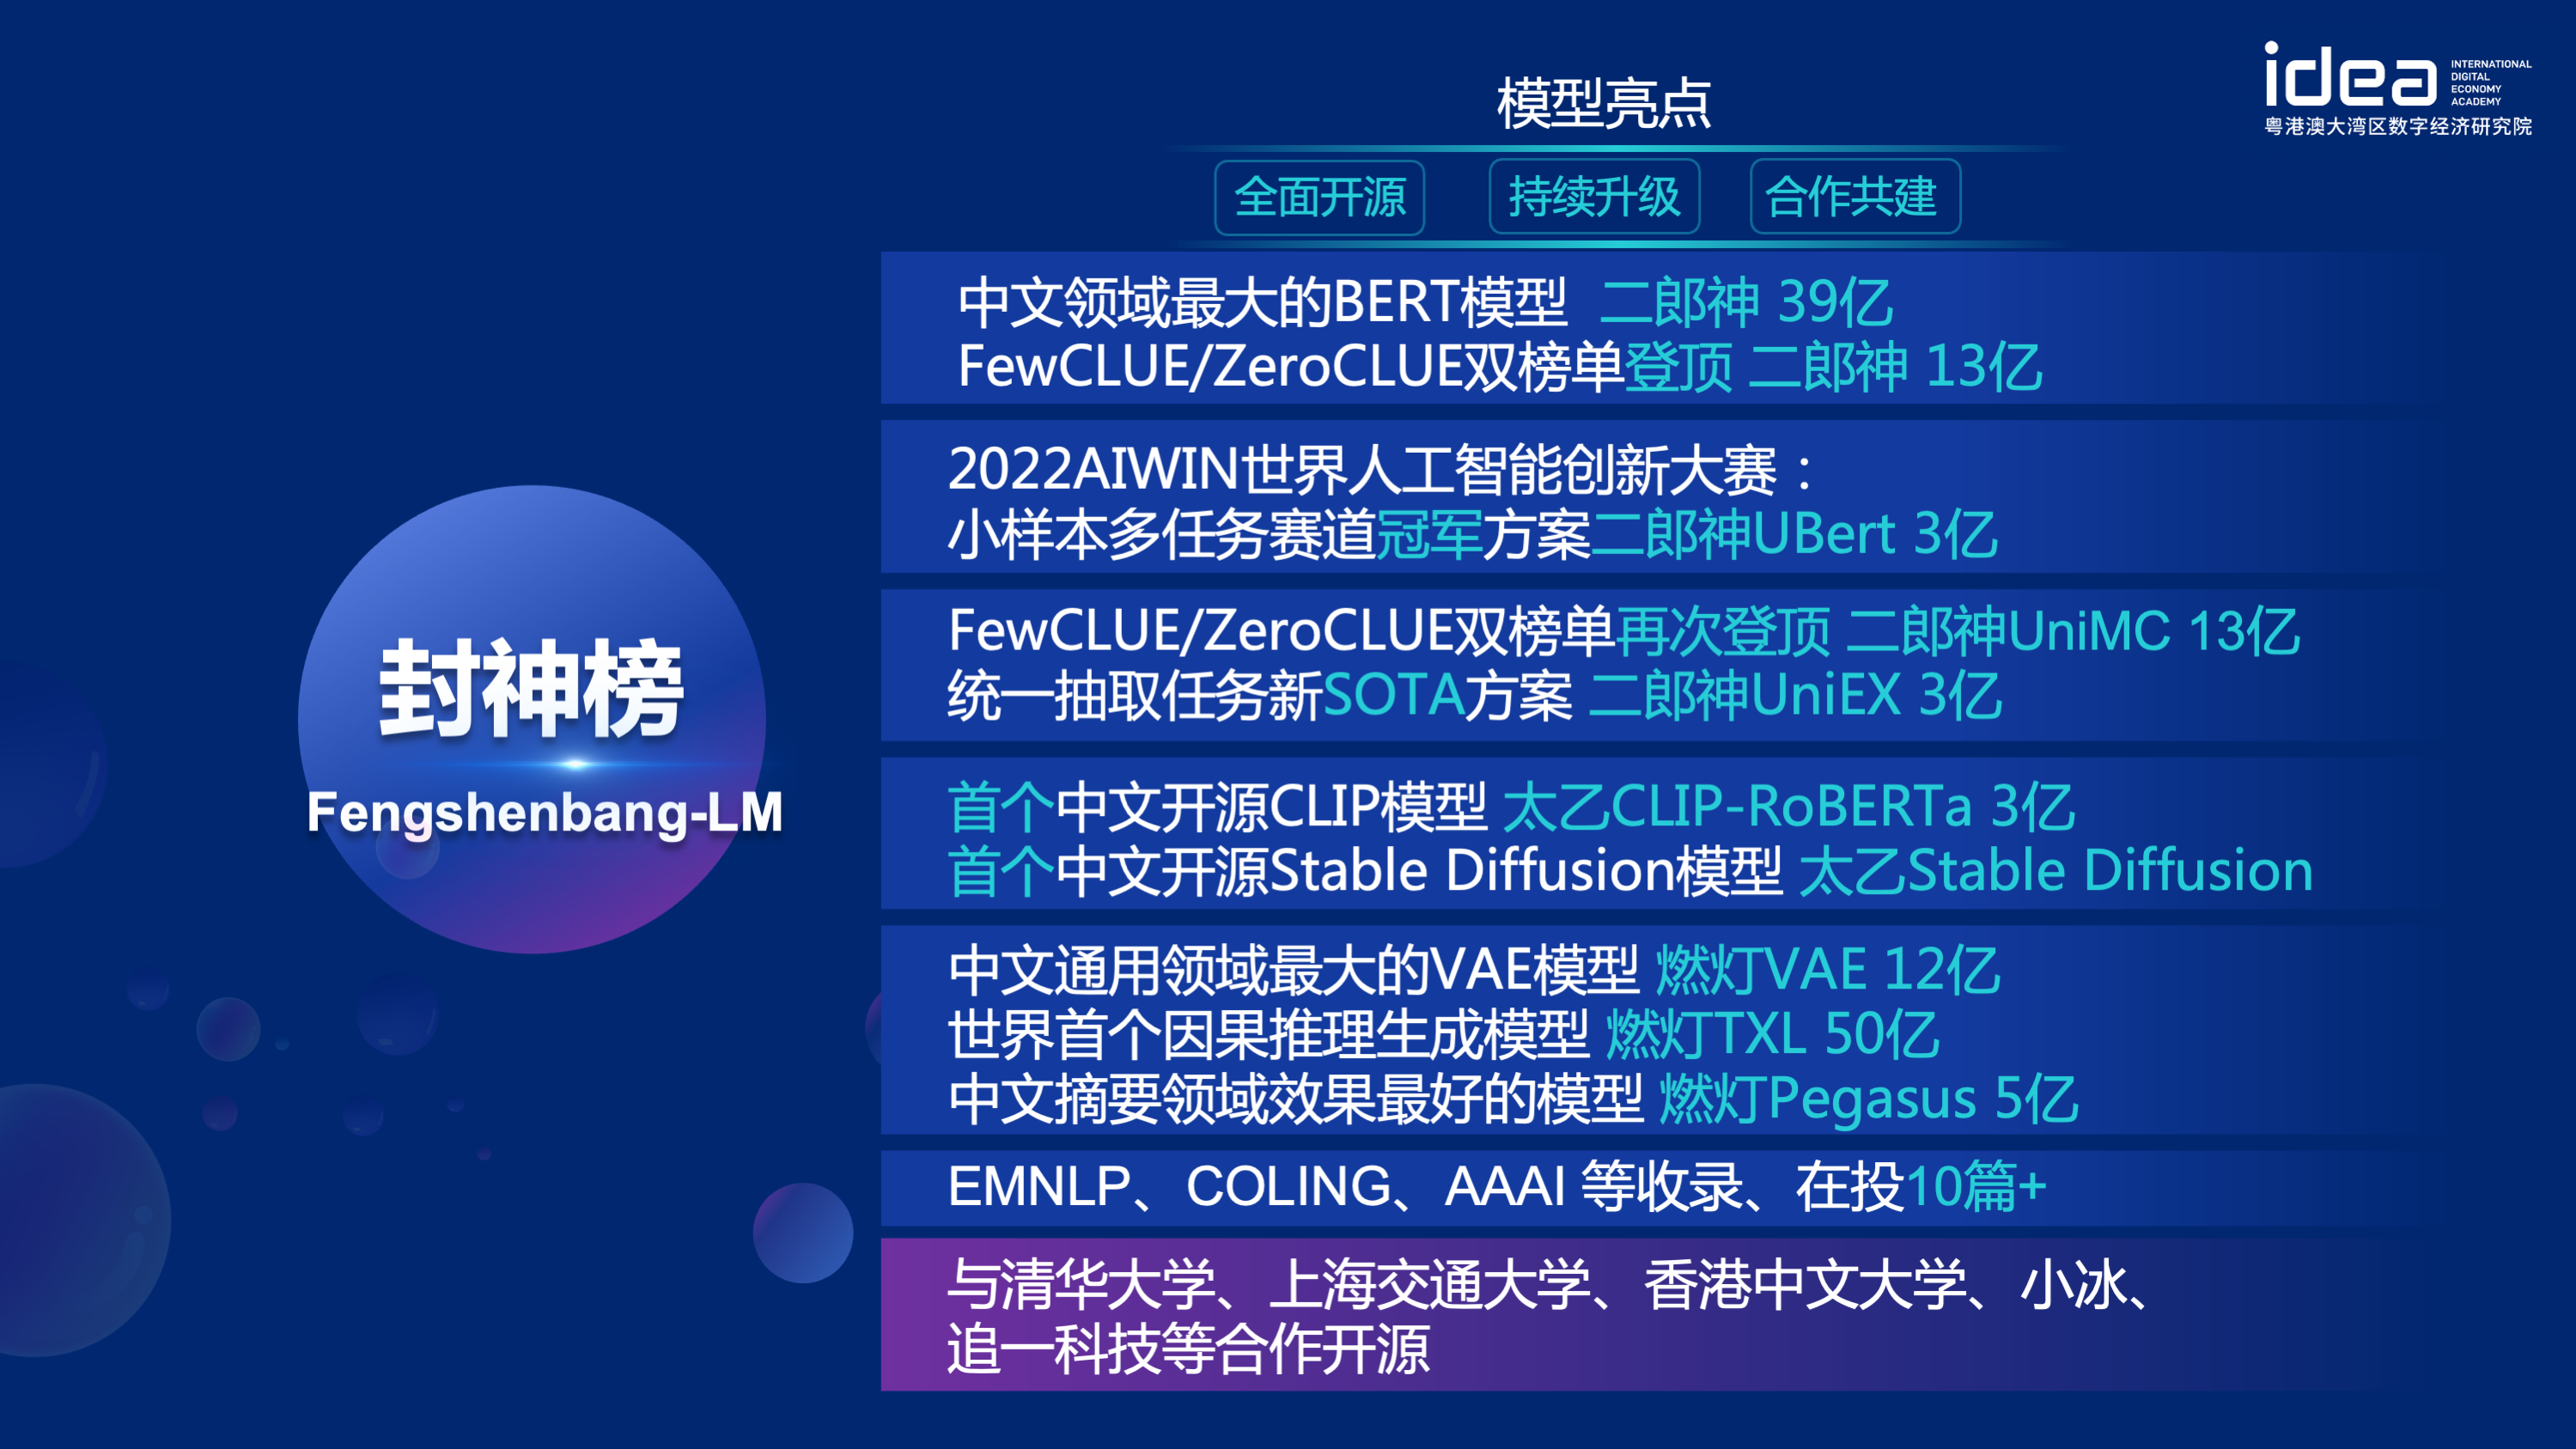 idea
INTERNATIONAL
DIGITAL
ECONOMY
ACADEMY
粤港澳大湾区数字经济研究院
模型亮点
全面开源 持续升级 合作共建
封神榜
Fengshenbang-LM
中文领域最大的BERT模型 二郎神 39亿
FewCLUE/ZeroCLUE双榜单登顶 二郎神 13亿
2022AIWIN世界人工智能创新大赛：
小样本多任务赛道冠军方案二郎神UBert 3亿
FewCLUE/ZeroCLUE双榜单再次登顶 二郎神UniMC 13亿
统一抽取任务新SOTA方案 二郎神UniEX 3亿
首个中文开源CLIP模型 太乙CLIP-RoBERTa 3亿
首个中文开源Stable Diffusion模型 太乙Stable Diffusion
中文通用领域最大的VAE模型 燃灯VAE 12亿
世界首个因果推理生成模型 燃灯TXL 50亿
中文摘要领域效果最好的模型 燃灯Pegasus 5亿
EMNLP、COLING、AAAI 等收录、在投10篇+
与清华大学、上海交通大学、香港中文大学、小冰、
追一科技等合作开源